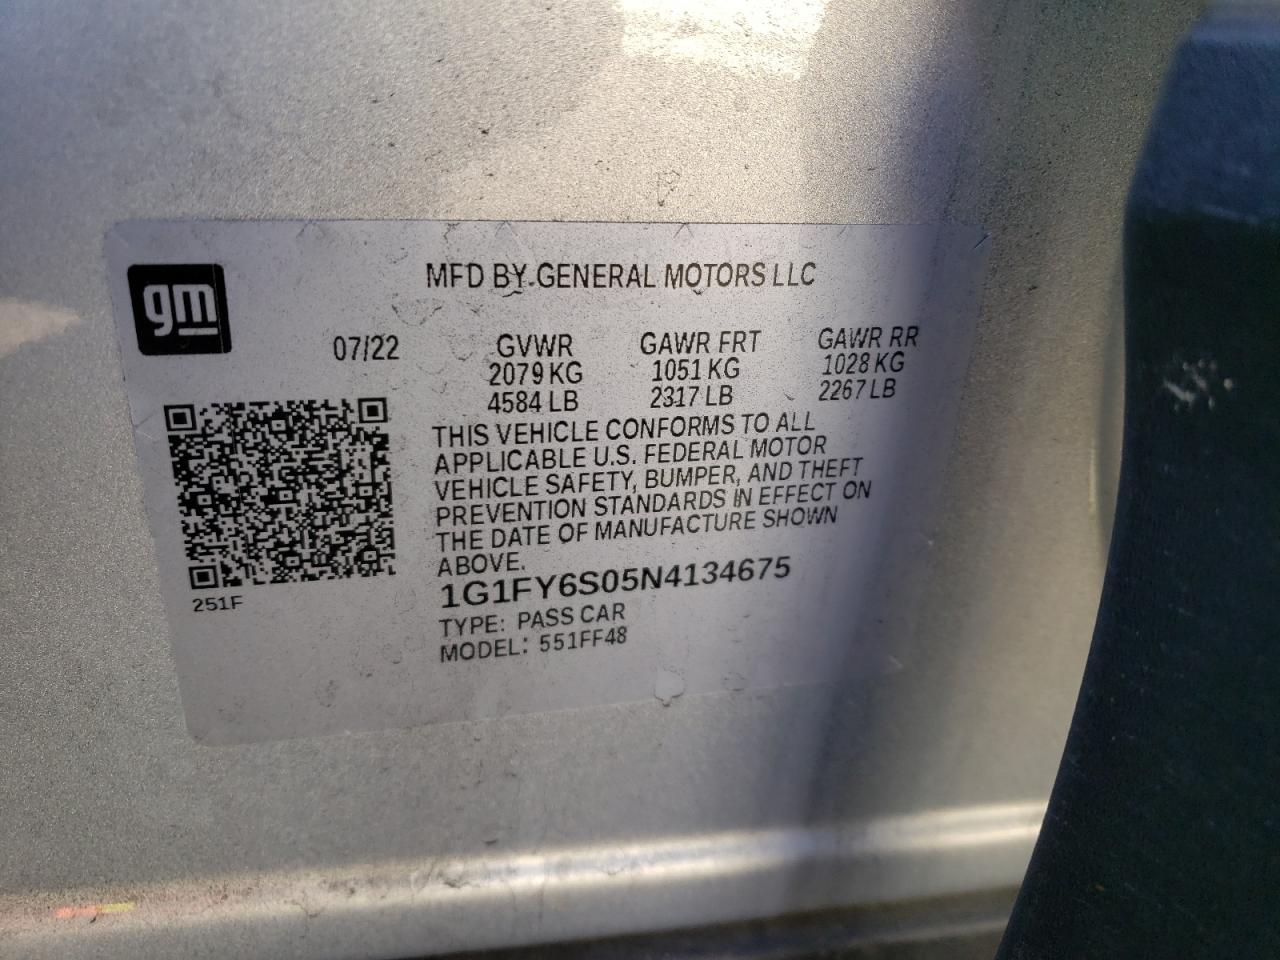 gm
MFD BY GENERAL MOTORS LLC
07/22 GVWR GAWR FRT GAWR RR
2079 KG 1051 KG 1028 KG
4584 LB 2317 LB 2267 LB
THIS VEHICLE CONFORMS TO ALL
APPLICABLE U.S. FEDERAL MOTOR
VEHICLE SAFETY, BUMPER, AND THEFT
PREVENTION STANDARDS IN EFFECT ON
THE DATE OF MANUFACTURE SHOWN
ABOVE.
251F
1G1FY6S05N4134675
TYPE: PASS CAR
MODEL: 551FF48